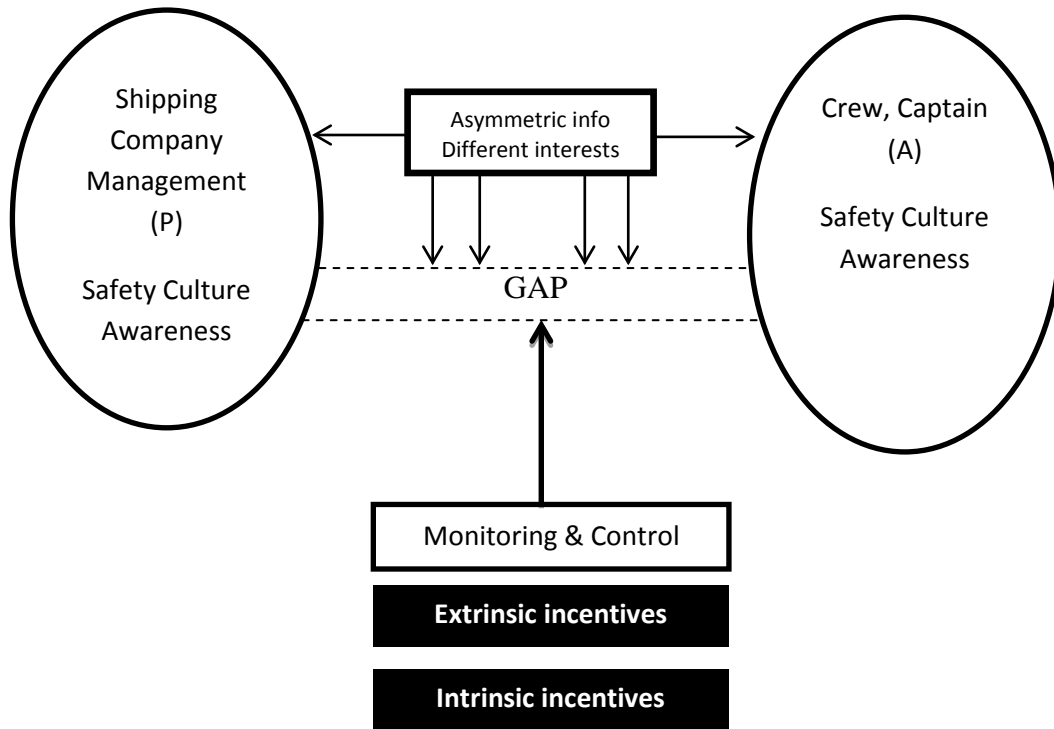 Shipping
Company
Management
(P)
Safety Culture
Awareness
Asymmetric info
Different interests
Crew, Captain
(A)
Safety Culture
Awareness
GAP
Monitoring & Control
Extrinsic incentives
Intrinsic incentives